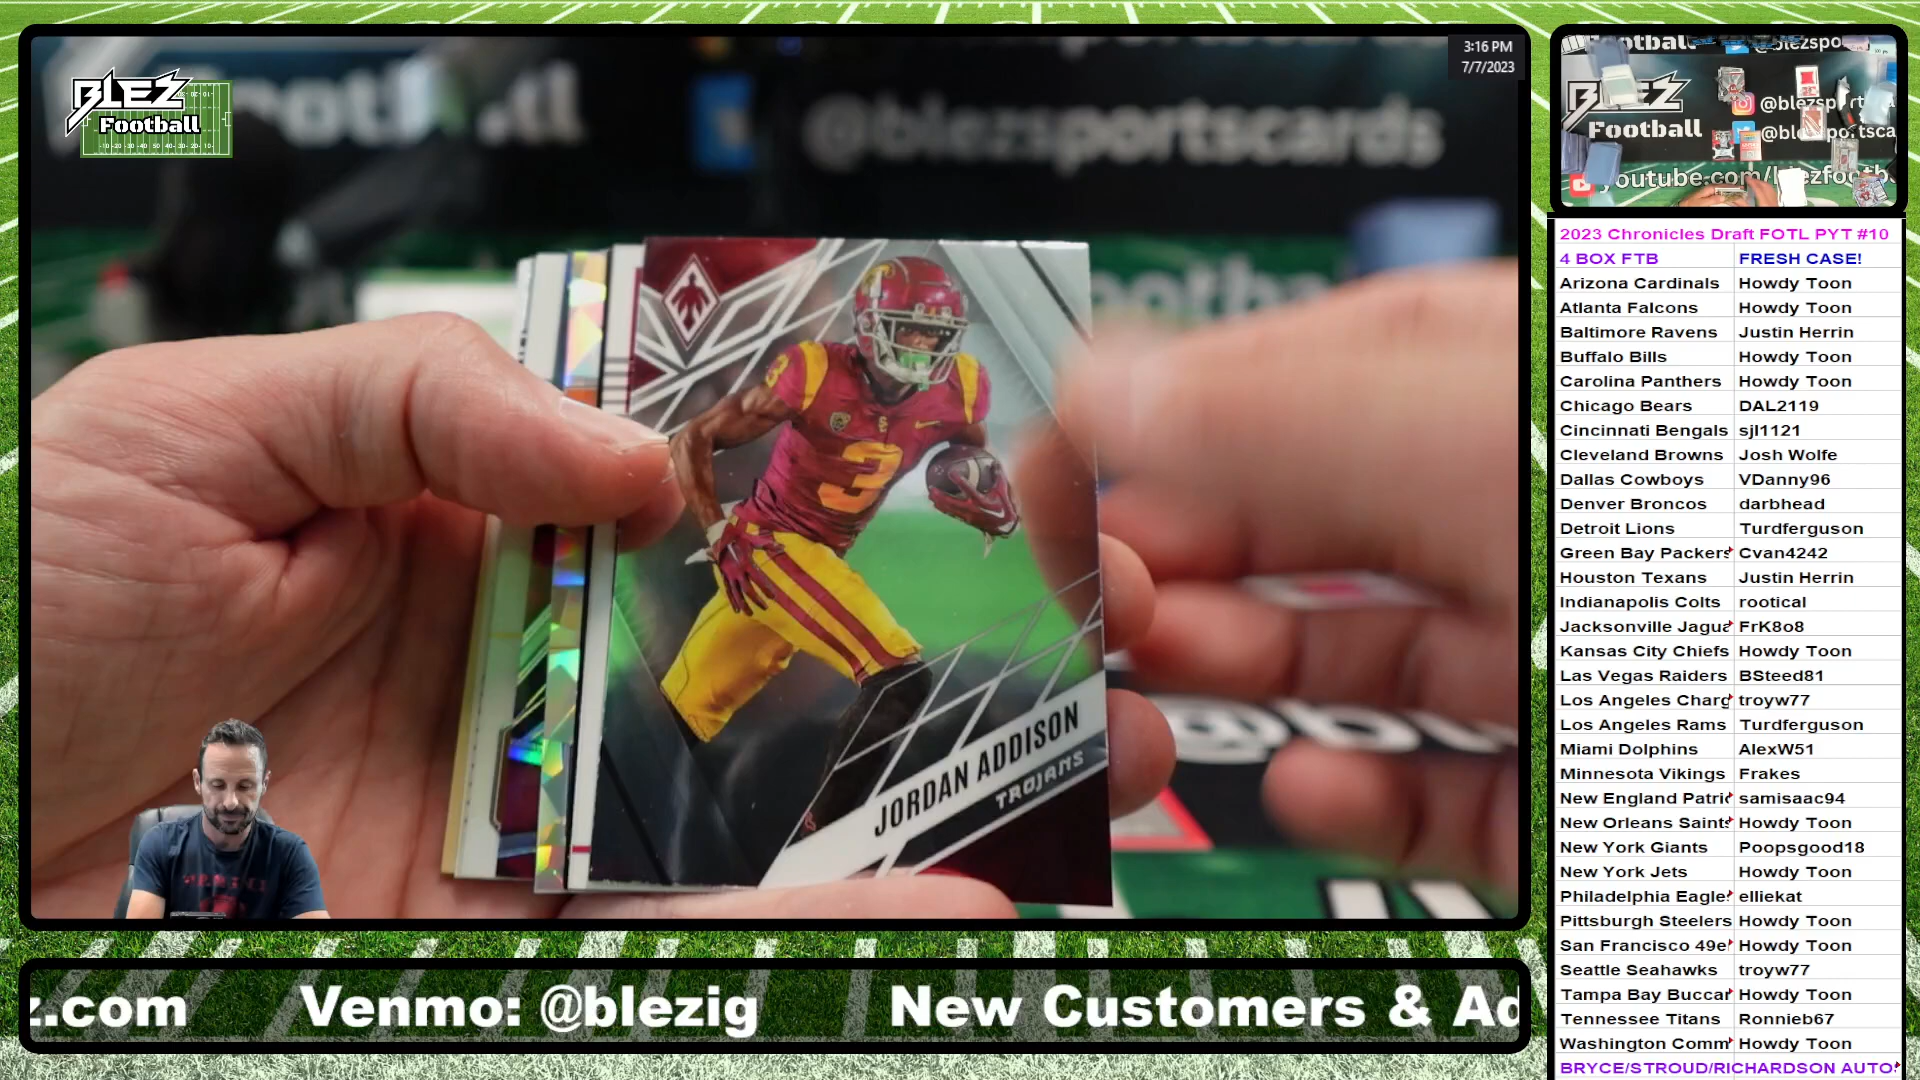 BLEZ
Football
3:16 PM
7/7/2023
@blezsportscards
3
3
JORDAN ADDISON
TROJANS
z.com Venmo: @blezig New Customers & Ad
BLEZ
Football
youtube.com/blezfootb
2023 Chronicles Draft FOTL PYT #10
4 BOX FTB FRESH CASE!
Arizona Cardinals Howdy Toon
Atlanta Falcons Howdy Toon
Baltimore Ravens Justin Herrin
Buffalo Bills Howdy Toon
Carolina Panthers Howdy Toon
Chicago Bears DAL2119
Cincinnati Bengals sjl1121
Cleveland Browns Josh Wolfe
Dallas Cowboys VDanny96
Denver Broncos darbhead
Detroit Lions Turdferguson
Green Bay Packers Cvan4242
Houston Texans Justin Herrin
Indianapolis Colts rootical
Jacksonville Jagua FrK8o8
Kansas City Chiefs Howdy Toon
Las Vegas Raiders BSteed81
Los Angeles Charg troyw77
Los Angeles Rams Turdferguson
Miami Dolphins AlexW51
Minnesota Vikings Frakes
New England Patric samisaac94
New Orleans Saints Howdy Toon
New York Giants Poopsgood18
New York Jets Howdy Toon
Philadelphia Eagle elliekat
Pittsburgh Steelers Howdy Toon
San Francisco 49e Howdy Toon
Seattle Seahawks troyw77
Tampa Bay Buccar Howdy Toon
Tennessee Titans Ronnieb67
Washington Comm Howdy Toon
BRYCE/STROUD/RICHARDSON AUTO!